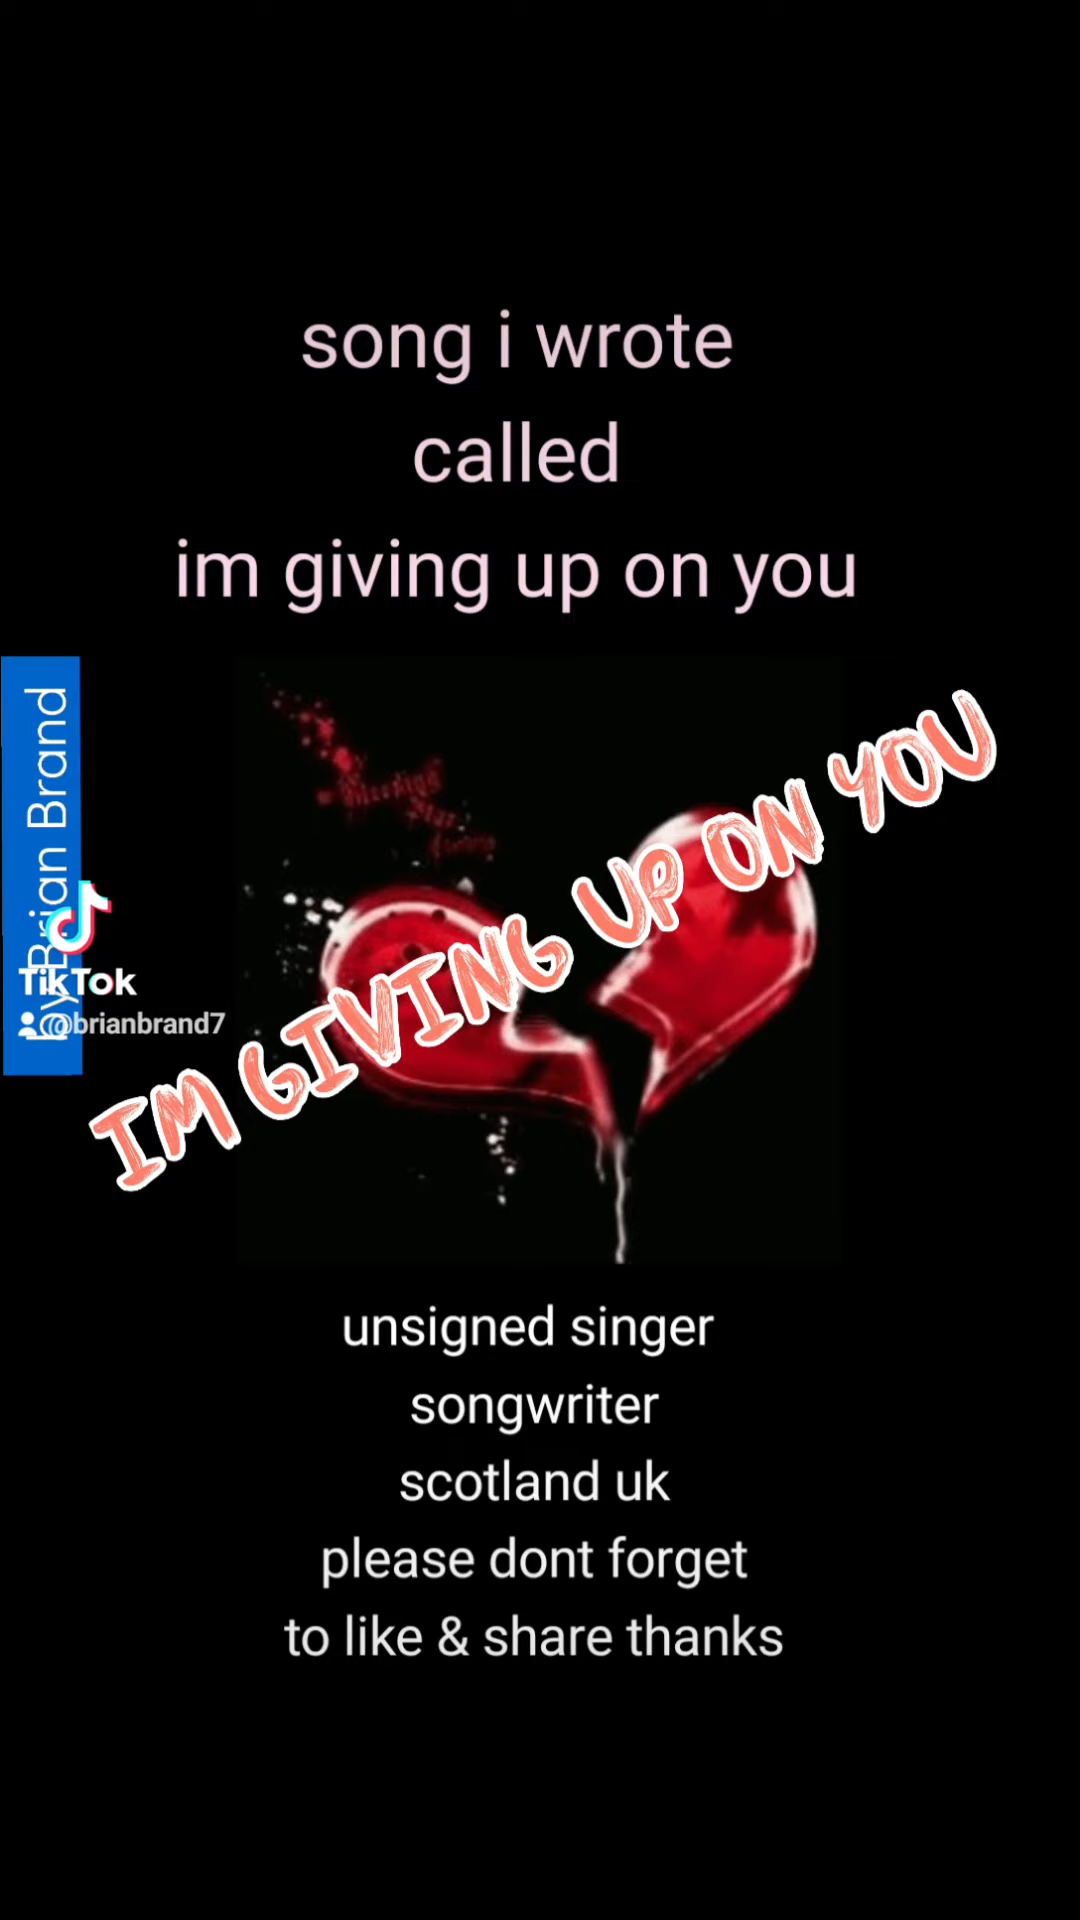 song i wrote
called
im giving up on you
by Brian Brand
IM GIVING UP ON YOU
TikTok
@brianbrand7
unsigned singer
songwriter
scotland uk
please dont forget
to like & share thanks